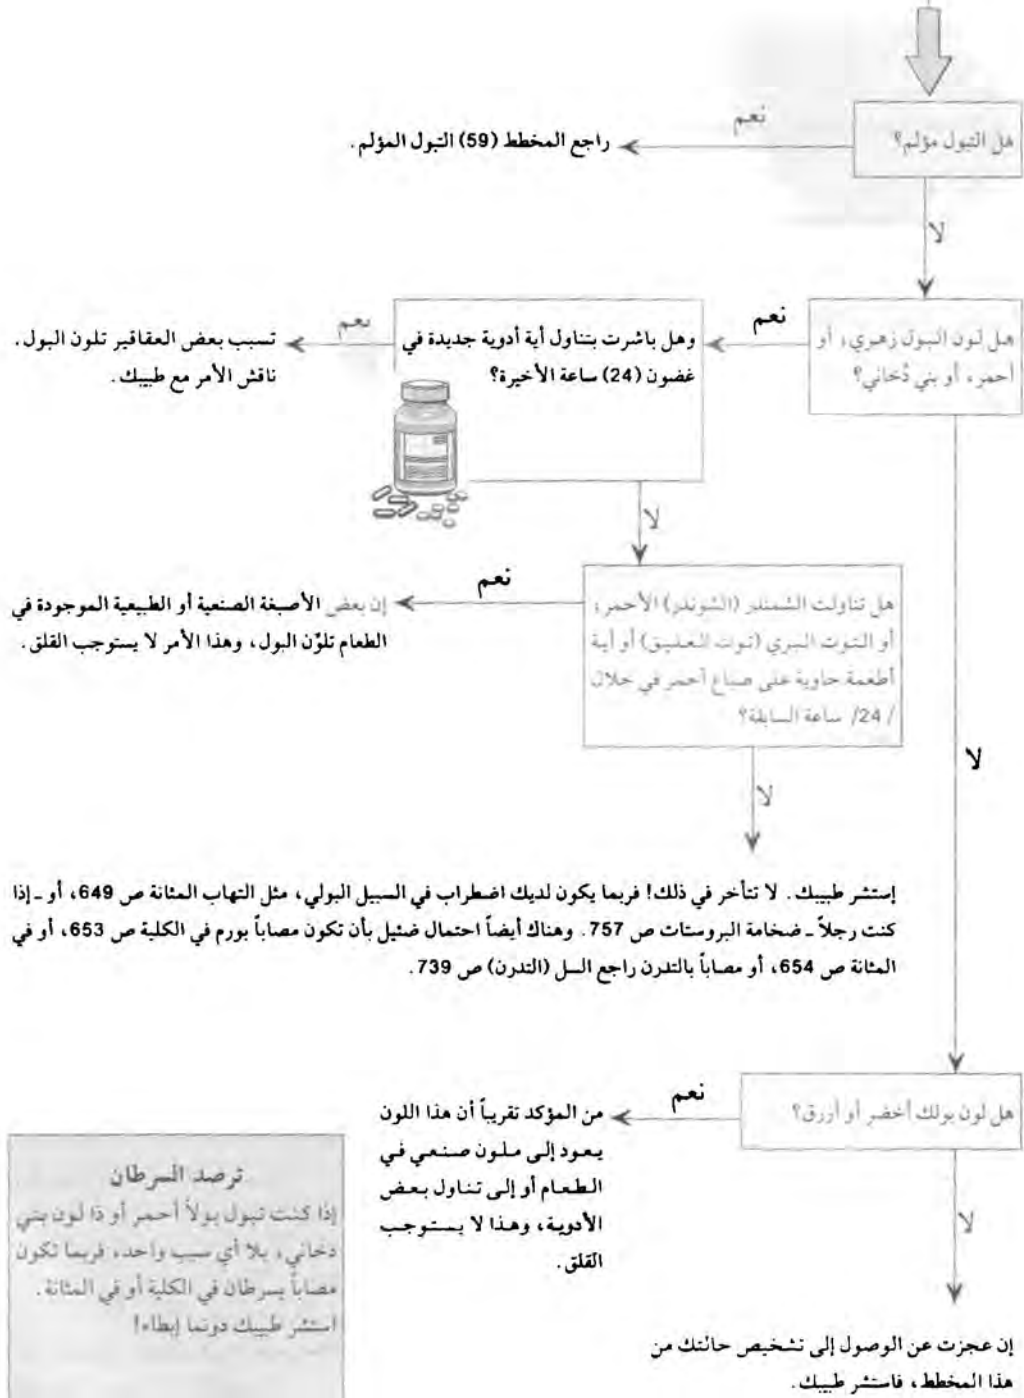 هل التبول مؤلم؟
نعم
راجع المخطط (59) التبول المؤلم.
لا
هل لون البول زهري، أو
أحمر، أو بني دُخاني؟
نعم
وهل باشرت بتناول أية أدوية جديدة في
غضون (24) ساعة الأخيرة؟
نعم
تسبب بعض العقاقير تلون البول.
ناقش الأمر مع طبيبك.
لا
هل تناولت الشمندر (الشوندر) الأحمر،
أو التوت البري (توت العليق) أو أية
أطعمة حاوية على صباغ أحمر في خلال
/24/ ساعة السابقة؟
نعم
إن بعض الأصبغة الصنعية أو الطبيعية الموجودة في
الطعام تلوِّن البول، وهذا الأمر لا يستوجب القلق.
لا
لا
إستشر طبيبك. لا تتأخر في ذلك! فربما يكون لديك اضطراب في السبيل البولي، مثل التهاب المثانة ص 649، أو ـ إذا
كنت رجلاً ـ ضخامة البروستات ص 757. وهناك أيضاً احتمال ضئيل بأن تكون مصاباً بورم في الكلية ص 653، أو في
المثانة ص 654، أو مصاباً بالتدرن راجع السل (التدرن) ص 739.
هل لون بولك أخضر أو أزرق؟
نعم
من المؤكد تقريباً أن هذا اللون
يعود إلى ملون صنعي في
الطعام أو إلى تناول بعض
الأدوية، وهذا لا يستوجب
القلق.
لا
إن عجزت عن الوصول إلى تشخيص حالتك من
هذا المخطط، فاستشر طبيبك.
ترصد السرطان
إذا كنت تبول بولاً أحمر أو ذا لون بني
دخاني، بلا أي سبب واحد، فربما تكون
مصاباً بسرطان في الكلية أو في المثانة.
استشر طبيبك دونما إبطاء!